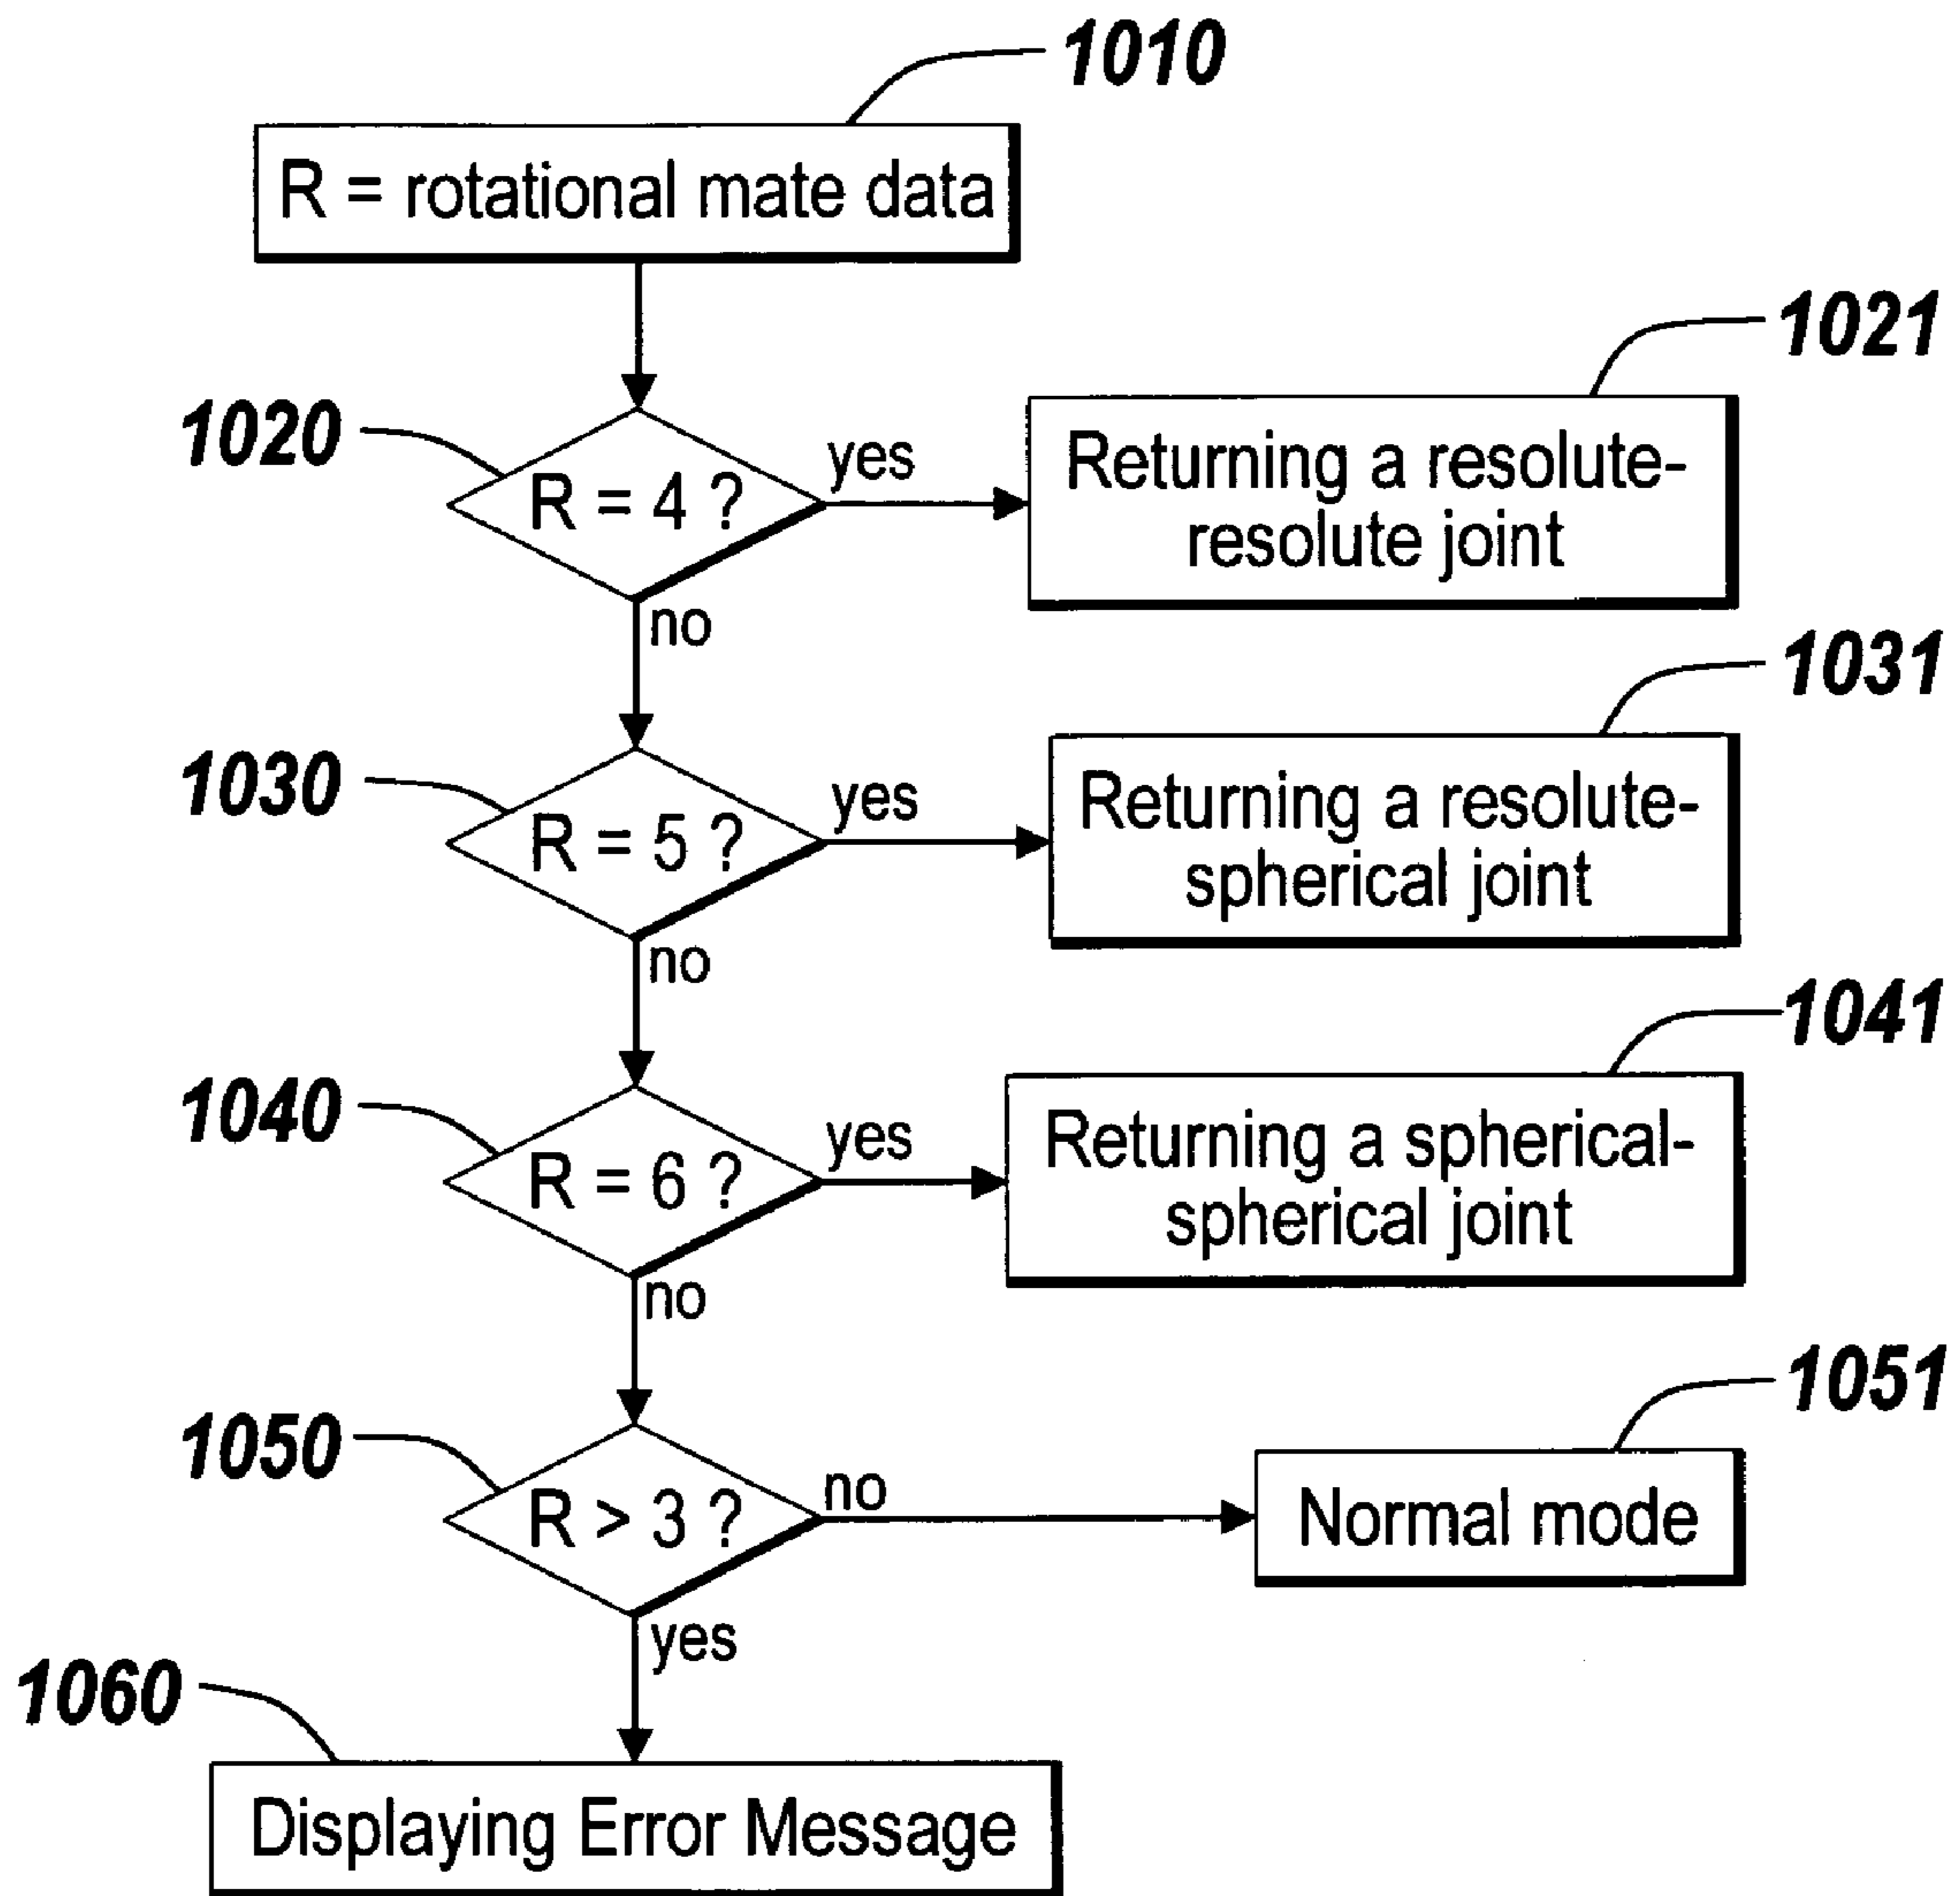 1010
R = rotational mate data
1021
1020
R = 4 ?
yes
Returning a resolute-
resolute joint
no
1031
1030
R = 5 ?
yes
Returning a resolute-
spherical joint
no
1041
1040
R = 6 ?
yes
Returning a spherical-
spherical joint
no
1051
1050
R > 3 ?
no
Normal mode
yes
1060
Displaying Error Message